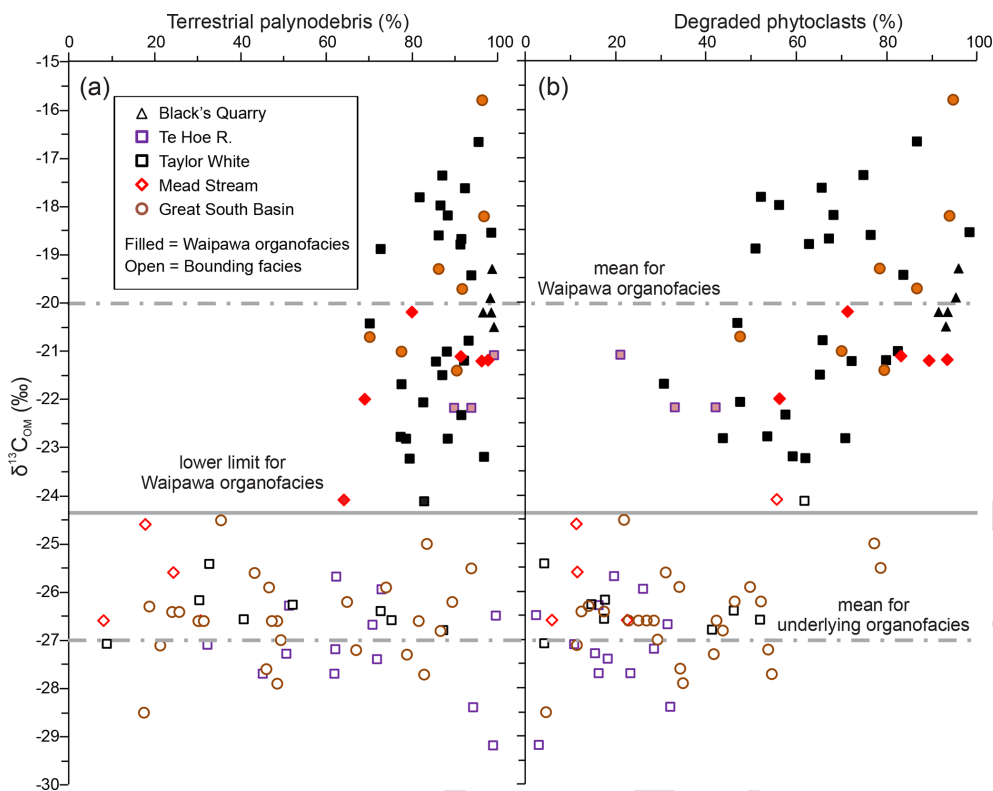 Terrestrial palynodebris (%)
Degraded phytoclasts (%)
0 20 40 60 80 100 0 20 40 60 80 100
-15
-16
-17
-18
-19
-20
-21
-22
-23
-24
-25
-26
-27
-28
-29
-30
δ13COM (‰)
(a)
Black's Quarry
Te Hoe R.
Taylor White
Mead Stream
Great South Basin
Filled = Waipawa organofacies
Open = Bounding facies
lower limit for
Waipawa organofacies
(b)
mean for
Waipawa organofacies
mean for
underlying organofacies